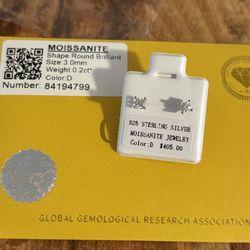 MOISSANITE
Shape:Round Brilliant
Size:3.0mm
Weight:0.2ct*
Color:D
Number: 84194799
925 STERLING SILVER
MOISSANITE JEWELRY
Color:D $405.00
GLOBAL GEMOLOGICAL RESEARCH ASSOCIATION